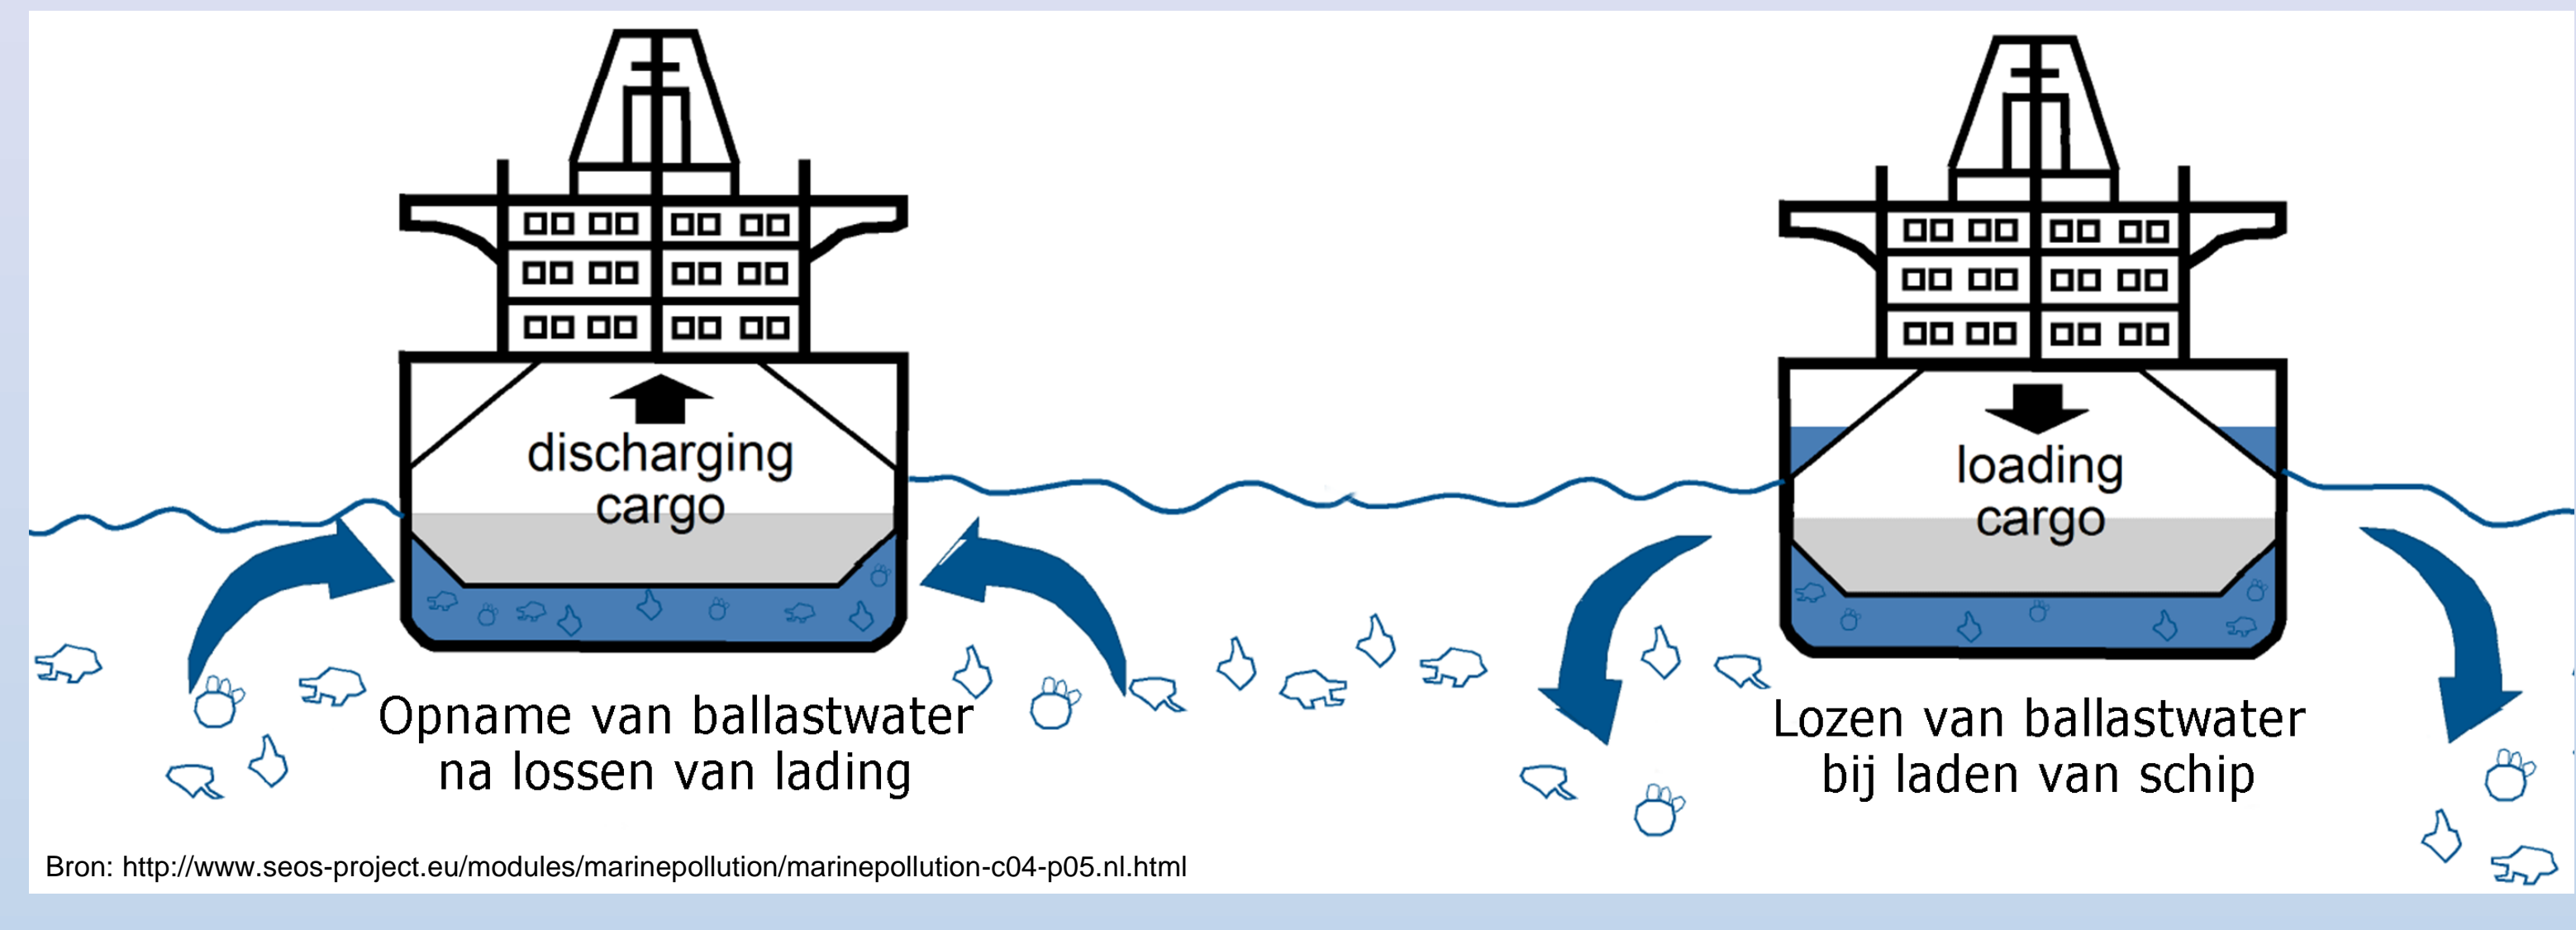 discharging
cargo
Opname van ballastwater
na lossen van lading
loading
cargo
Lozen van ballastwater
bij laden van schip
Bron: http://www.seos-project.eu/modules/marinepollution/marinepollution-c04-p05.nl.html